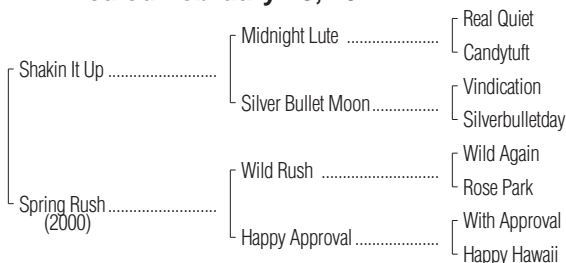 Real Quiet
Midnight Lute ..................
Candytuft
Shakin It Up .........................
Vindication
Silver Bullet Moon................
Silverbulletday
Wild Again
Wild Rush ....................
Rose Park
Spring Rush.........................
(2000)
With Approval
Happy Approval ...................
Happy Hawaii